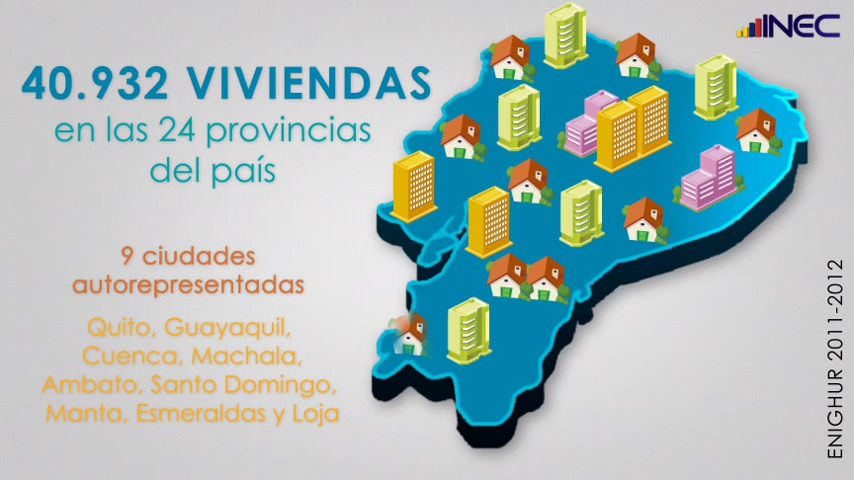 INEC
40.932 VIVIENDAS
en las 24 provincias
del país
9 ciudades
autorepresentadas
Quito, Guayaquil,
Cuenca, Machala,
Ambato, Santo Domingo,
Manta, Esmeraldas y Loja
ENIGHUR 2011-2012